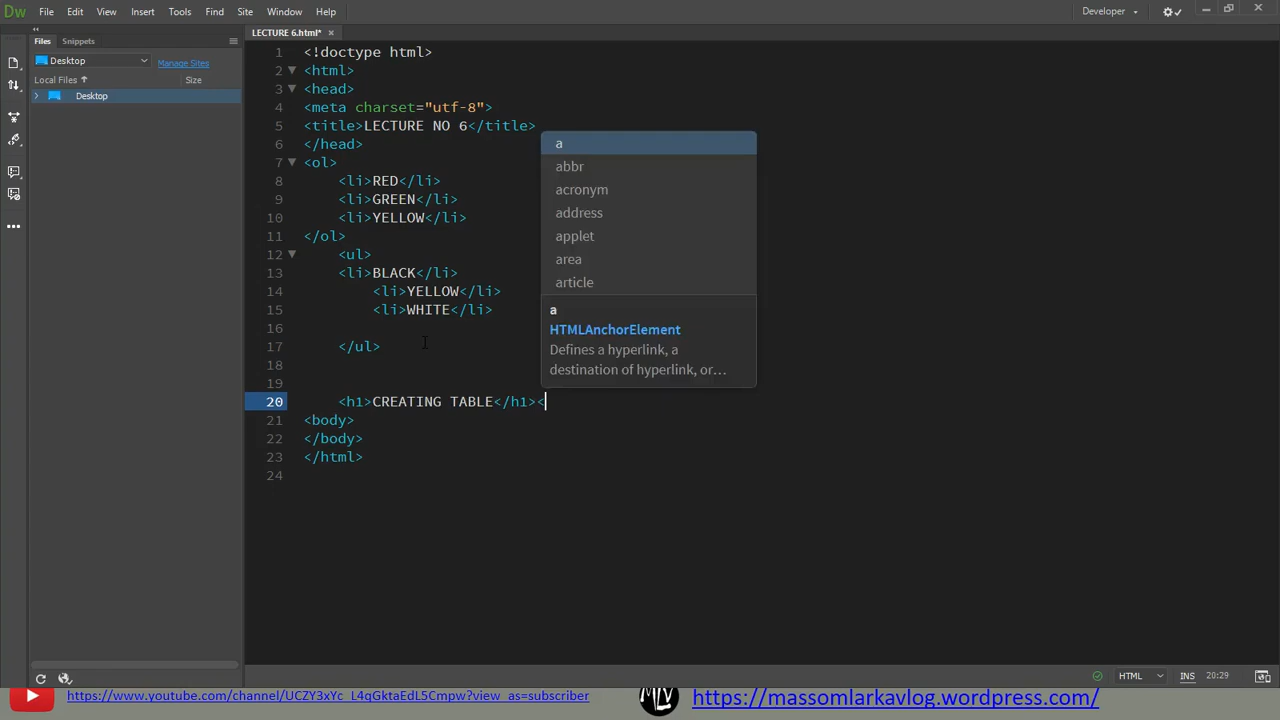 Dw File Edit View Insert Tools Find Site Window Help Developer
Files Snippets
LECTURE 6.html*
Desktop Manage Sites
Local Files Size
Desktop
1 <!doctype html>
2 <html>
3 <head>
4 <meta charset="utf-8">
5 <title>LECTURE NO 6</title>
6 </head>
7 <ol>
8 <li>RED</li>
9 <li>GREEN</li>
10 <li>YELLOW</li>
11 </ol>
12 <ul>
13 <li>BLACK</li>
14 <li>YELLOW</li>
15 <li>WHITE</li>
16
17 </ul>
18
19
20 <h1>CREATING TABLE</h1><
21 <body>
22 </body>
23 </html>
24
a
abbr
acronym
address
applet
area
article
a
HTMLAnchorElement
Defines a hyperlink, a
destination of hyperlink, or…
HTML INS 20:29
https://www.youtube.com/channel/UCZY3xYc_L4qGktaEdL5Cmpw?view_as=subscriber
MLV
https://massomlarkavlog.wordpress.com/